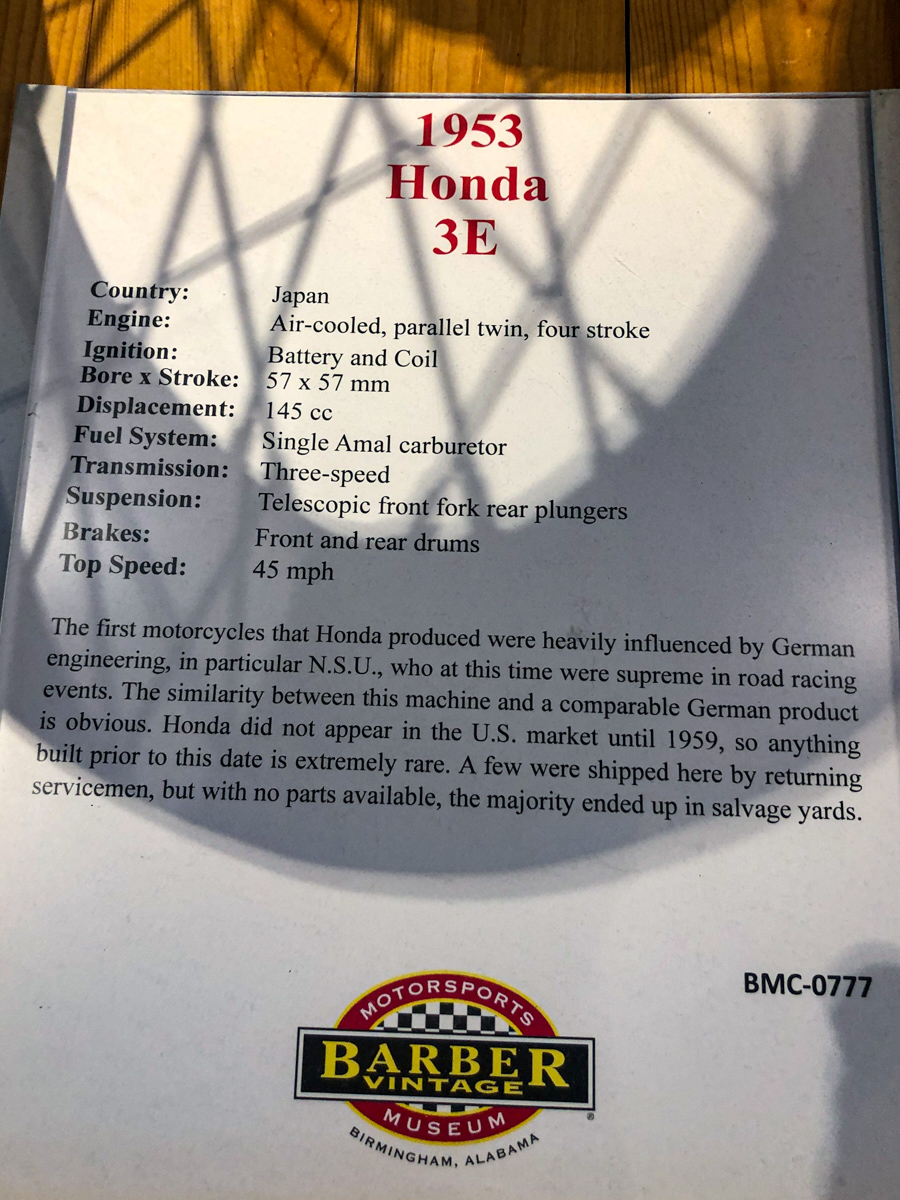 1953
Honda
3E
Country: Japan
Engine: Air-cooled, parallel twin, four stroke
Ignition: Battery and Coil
Bore x Stroke: 57 x 57 mm
Displacement: 145 cc
Fuel System: Single Amal carburetor
Transmission: Three-speed
Suspension: Telescopic front fork rear plungers
Brakes: Front and rear drums
Top Speed: 45 mph
The first motorcycles that Honda produced were heavily influenced by German
engineering, in particular N.S.U., who at this time were supreme in road racing
events. The similarity between this machine and a comparable German product
is obvious. Honda did not appear in the U.S. market until 1959, so anything
built prior to this date is extremely rare. A few were shipped here by returning
servicemen, but with no parts available, the majority ended up in salvage yards.
BMC-0777
MOTORSPORTS
BARBER
VINTAGE
®
MUSEUM
BIRMINGHAM, ALABAMA